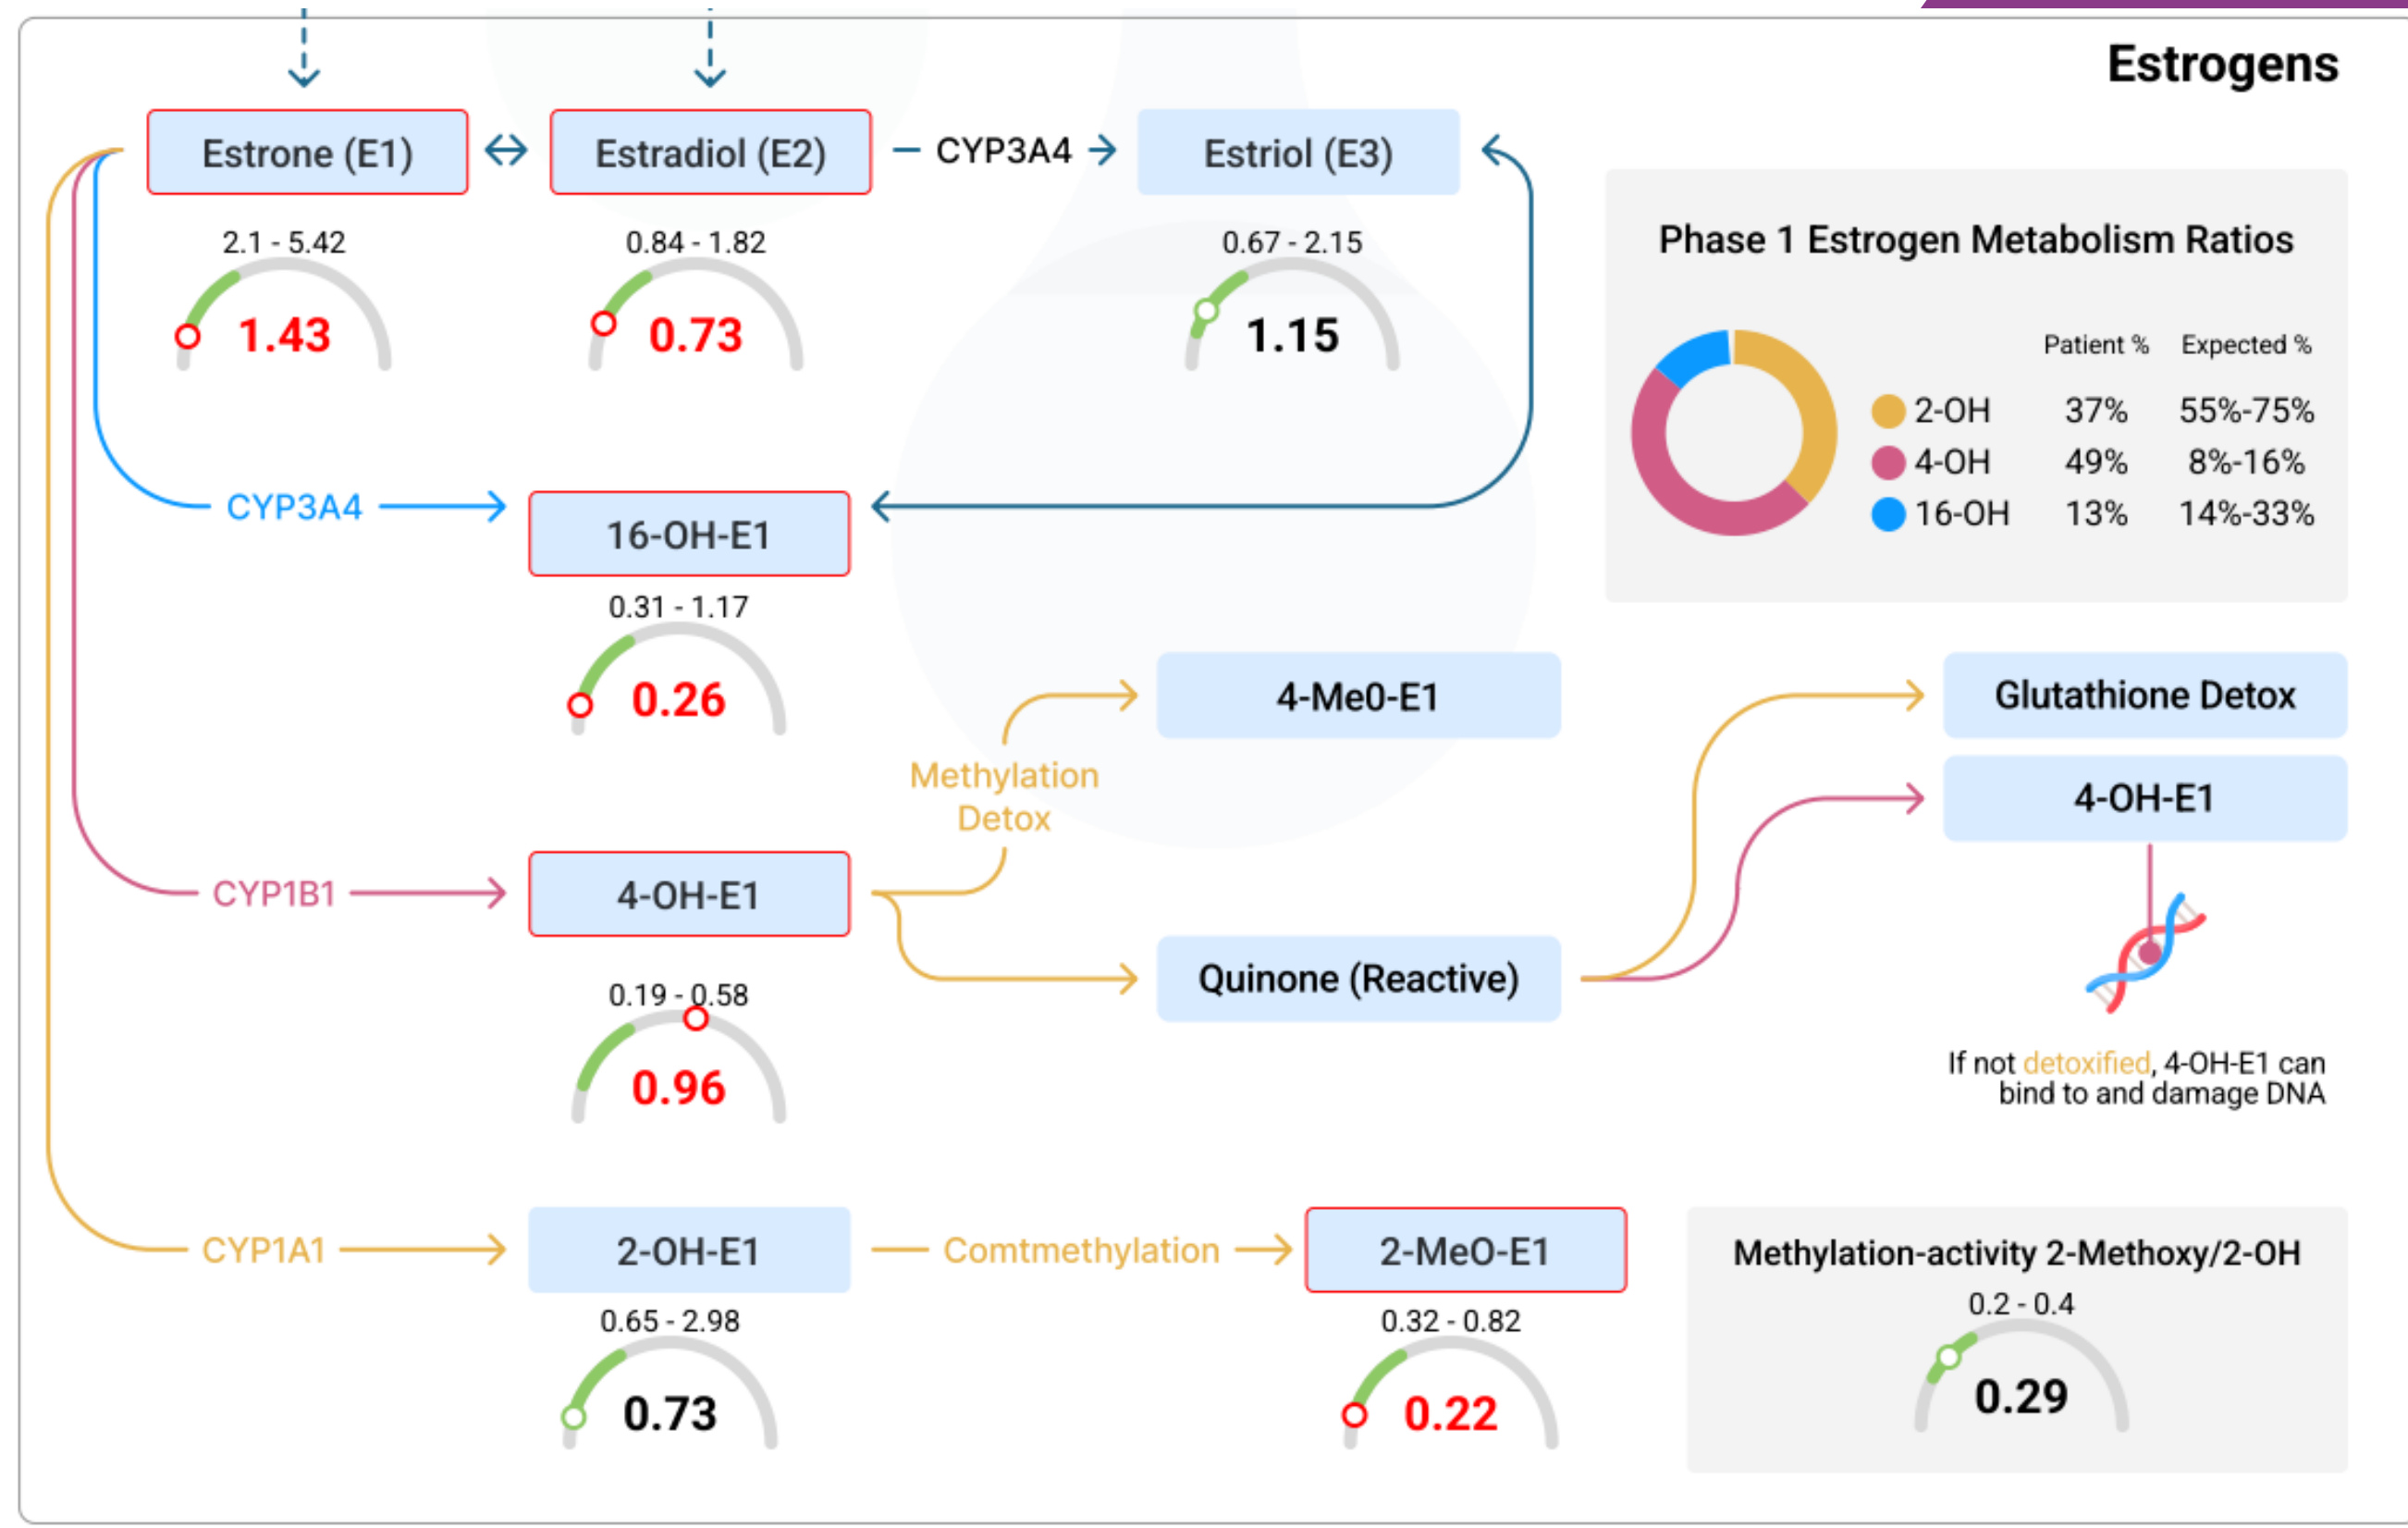 Estrogens
Estrone (E1)
Estradiol (E2)
CYP3A4
Estriol (E3)
2.1 - 5.42
1.43
0.84 - 1.82
0.73
0.67 - 2.15
1.15
Phase 1 Estrogen Metabolism Ratios
Patient % Expected %
2-OH 37% 55%-75%
4-OH 49% 8%-16%
16-OH 13% 14%-33%
CYP3A4
16-OH-E1
0.31 - 1.17
0.26
Methylation
Detox
4-Me0-E1
Glutathione Detox
4-OH-E1
CYP1B1
4-OH-E1
0.19 - 0.58
0.96
Quinone (Reactive)
If not detoxified, 4-OH-E1 can
bind to and damage DNA
CYP1A1
2-OH-E1
0.65 - 2.98
0.73
Comtmethylation
2-MeO-E1
0.32 - 0.82
0.22
Methylation-activity 2-Methoxy/2-OH
0.2 - 0.4
0.29